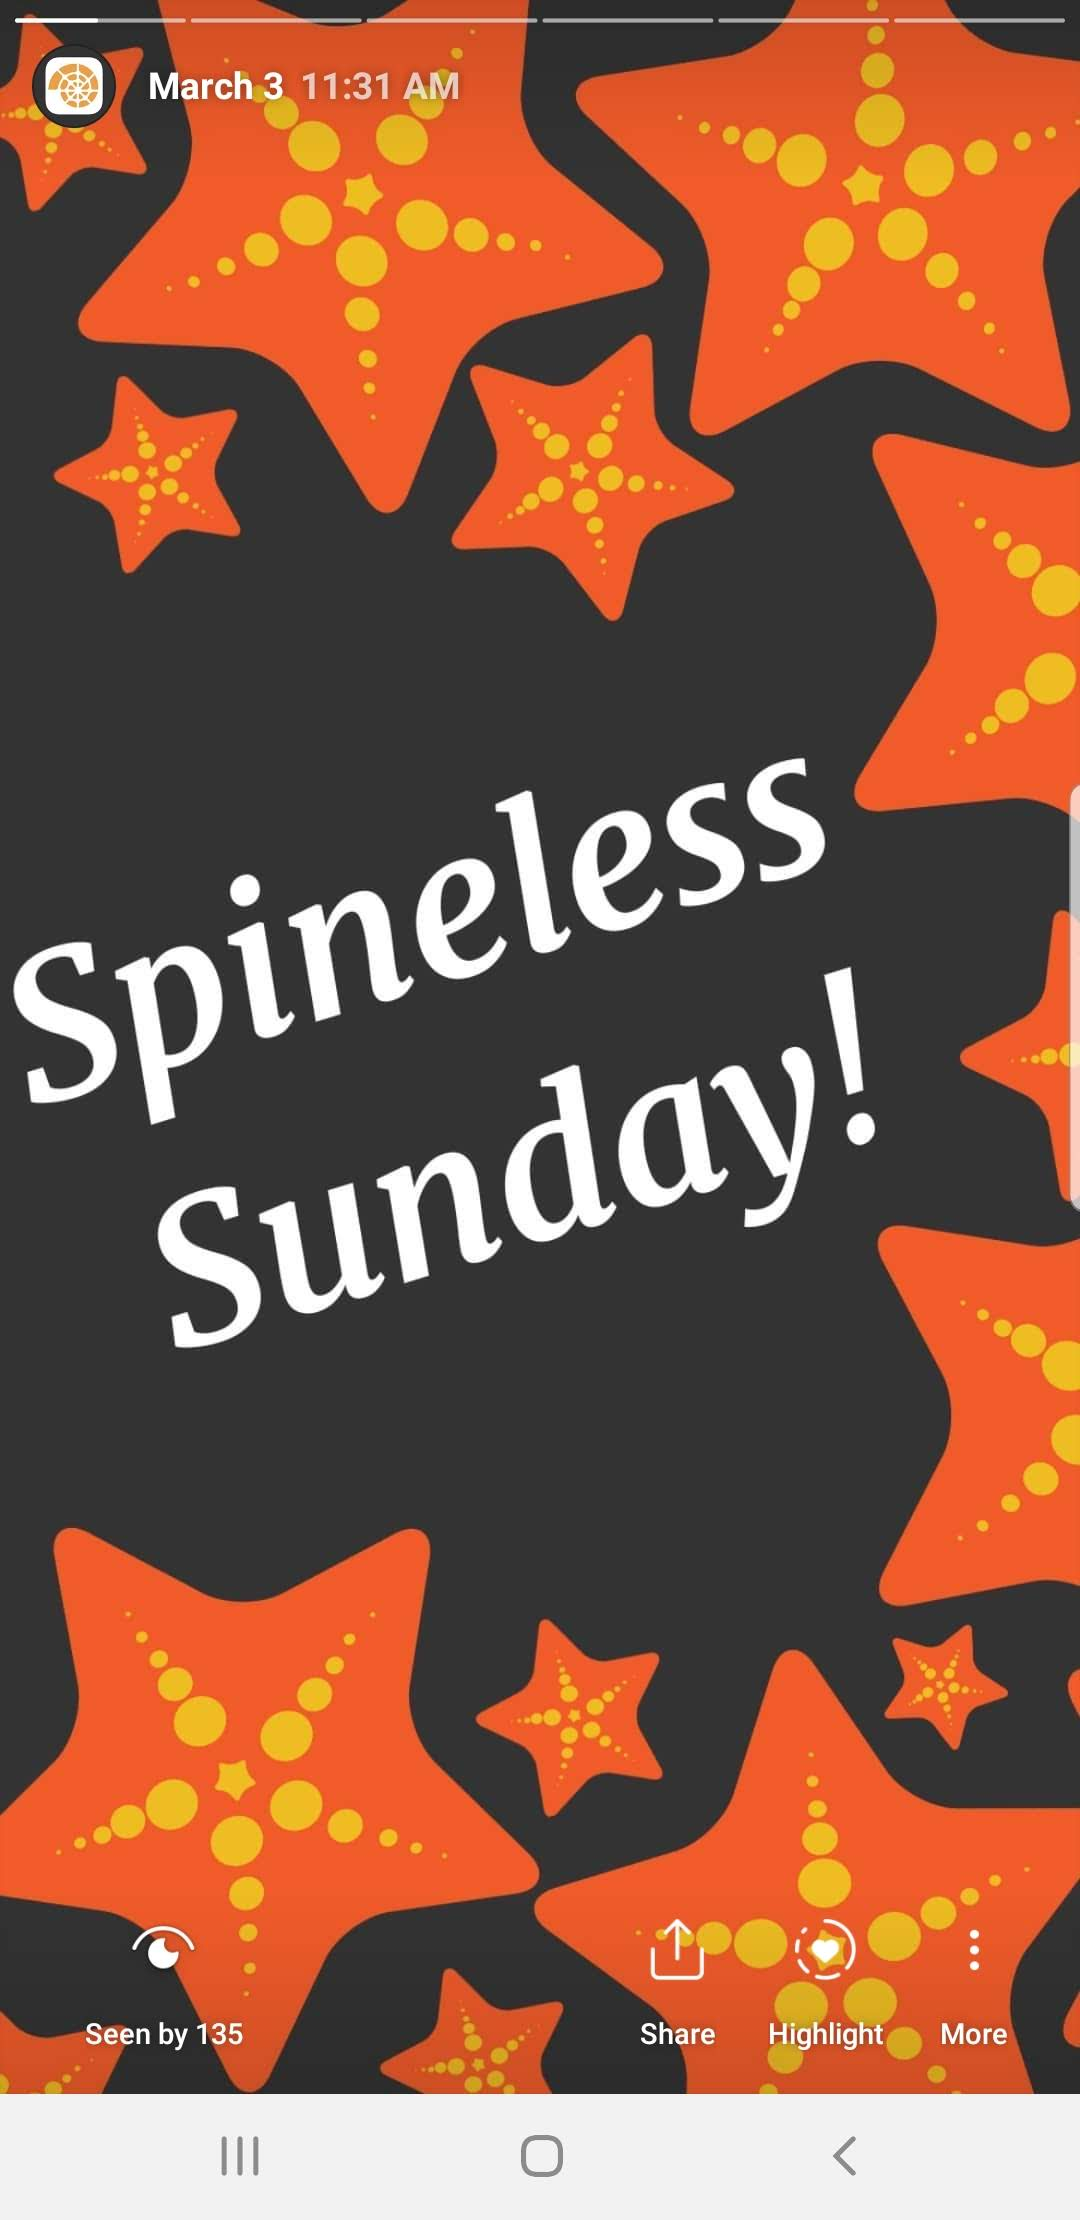 March 3 11:31 AM
Spineless
Sunday!
Seen by 135
Share
Highlight
More